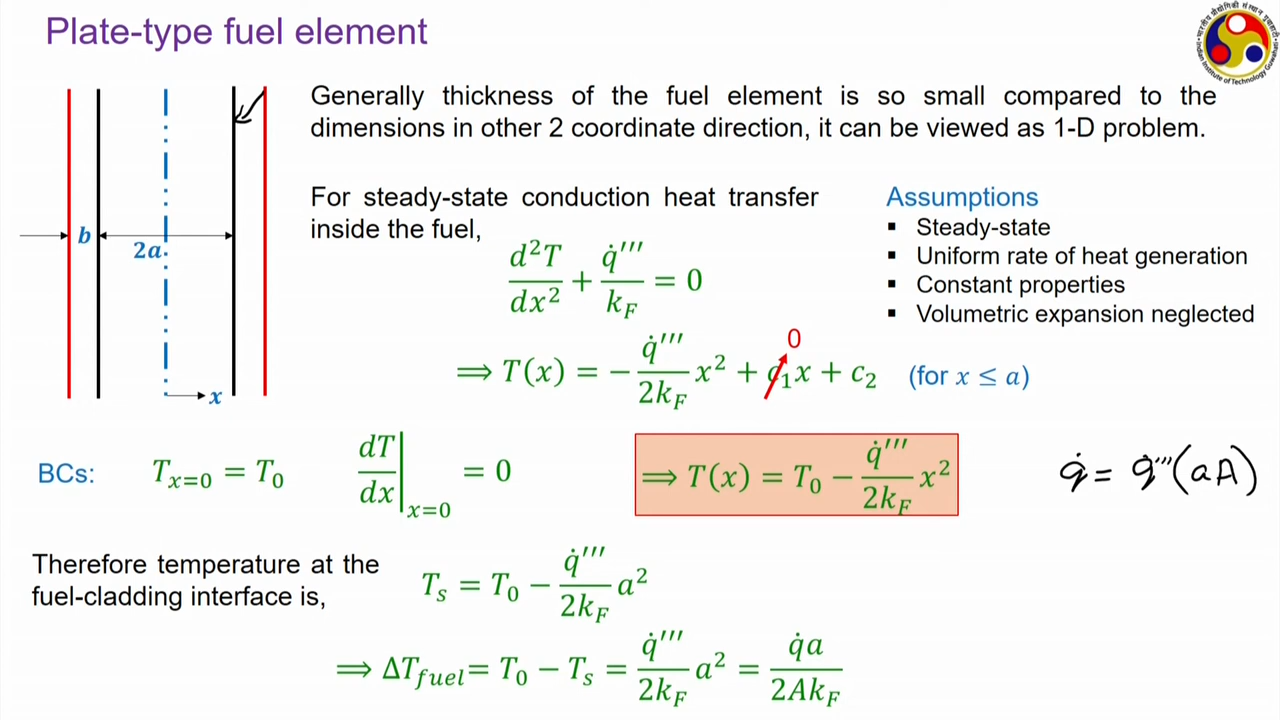 Plate-type fuel element
Generally thickness of the fuel element is so small compared to the
dimensions in other 2 coordinate direction, it can be viewed as 1-D problem.
For steady-state conduction heat transfer
inside the fuel,
Assumptions
▪ Steady-state
▪ Uniform rate of heat generation
▪ Constant properties
▪ Volumetric expansion neglected
b
2a
x
d²T/dx² + q̇′′′/k_F = 0
0
⟹ T(x) = −(q̇′′′/2k_F) x² + c₁x + c₂ (for x ≤ a)
BCs: T_{x=0} = T₀ dT/dx|_{x=0} = 0
⟹ T(x) = T₀ − (q̇′′′/2k_F) x²
q̇ = q̇′′′(aA)
Therefore temperature at the
fuel-cladding interface is,
T_s = T₀ − (q̇′′′/2k_F) a²
⟹ ΔT_{fuel} = T₀ − T_s = (q̇′′′/2k_F) a² = q̇a/2Ak_F